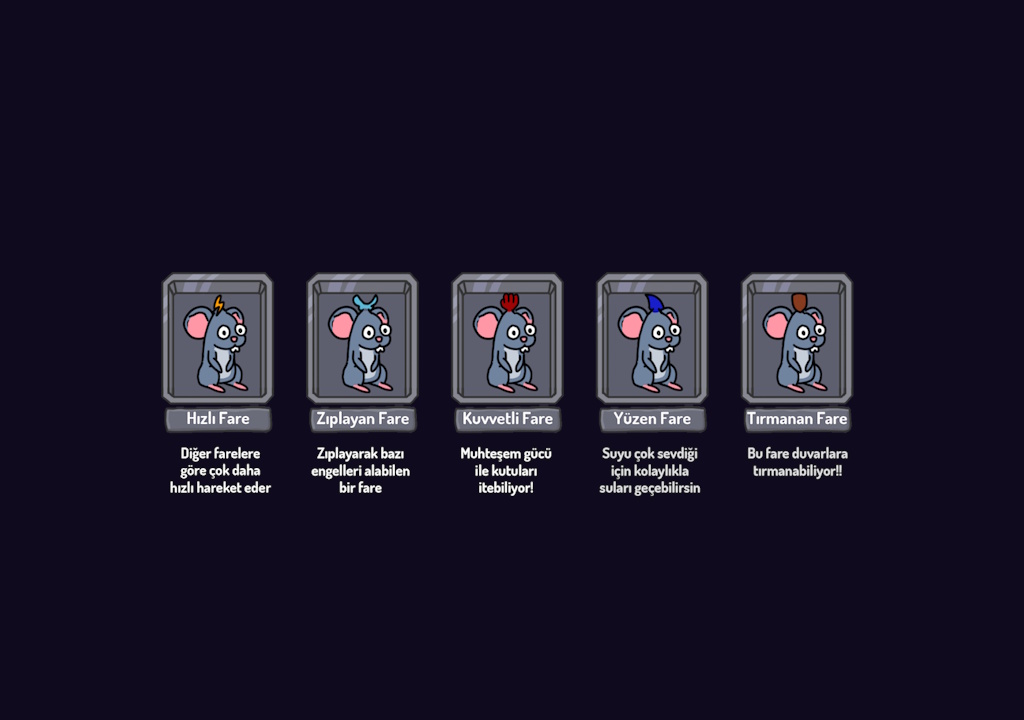 Hızlı Fare
Diğer farelere
göre çok daha
hızlı hareket eder
Zıplayan Fare
Zıplayarak bazı
engelleri alabilen
bir fare
Kuvvetli Fare
Muhteşem gücü
ile kutuları
itebiliyor!
Yüzen Fare
Suyu çok sevdiği
için kolaylıkla
suları geçebilirsin
Tırmanan Fare
Bu fare duvarlara
tırmanabiliyor!!